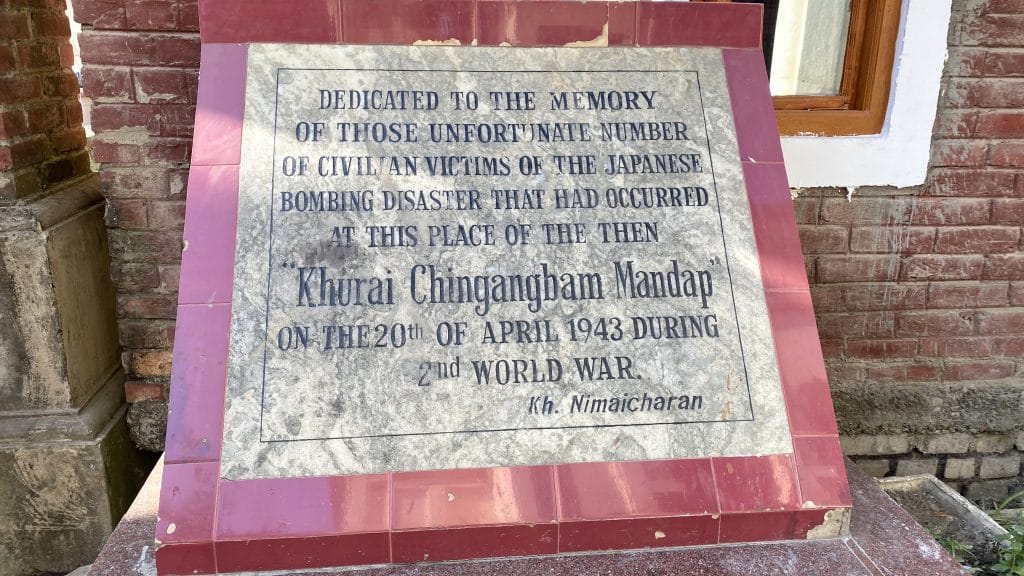 DEDICATED TO THE MEMORY
OF THOSE UNFORTUNATE NUMBER
OF CIVILIAN VICTIMS OF THE JAPANESE
BOMBING DISASTER THAT HAD OCCURRED
AT THIS PLACE OF THE THEN
"Khurai Chingangbam Mandap"
ON THE 20th OF APRIL 1943 DURING
2nd WORLD WAR.
Kh. Nimaicharan